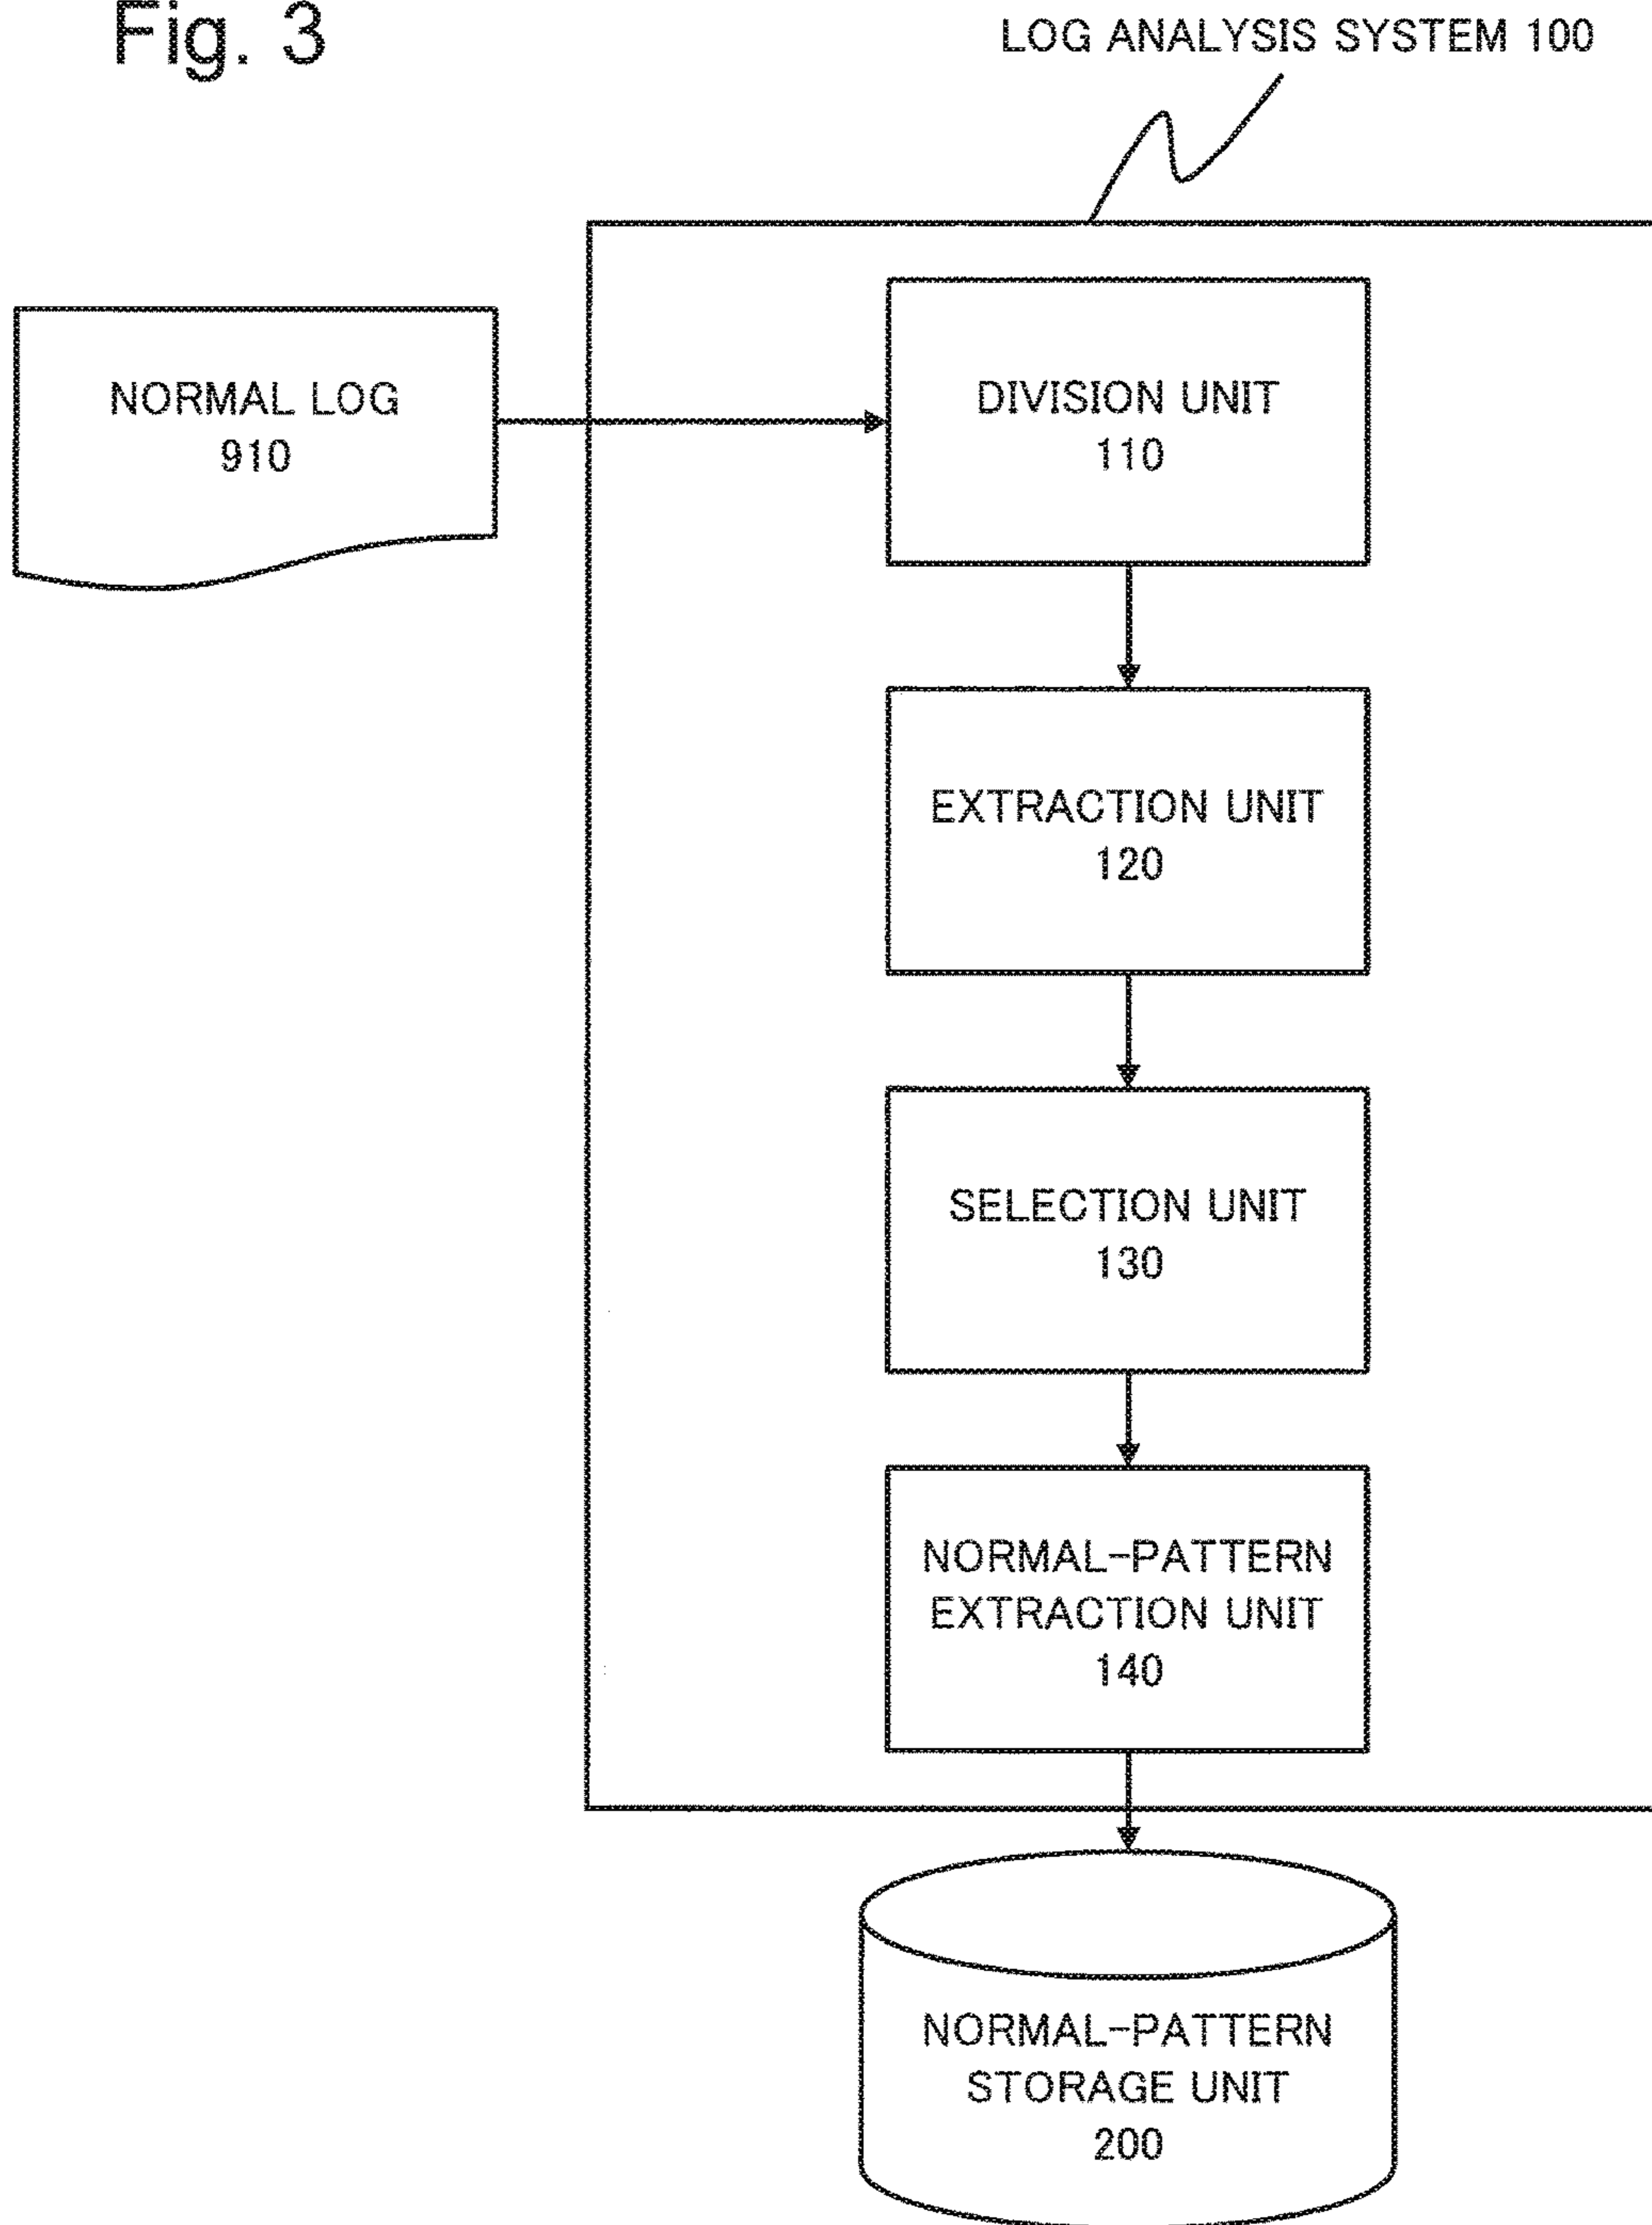 Fig. 3
LOG ANALYSIS SYSTEM 100
NORMAL LOG
910
DIVISION UNIT
110
EXTRACTION UNIT
120
SELECTION UNIT
130
NORMAL-PATTERN
EXTRACTION UNIT
140
NORMAL-PATTERN
STORAGE UNIT
200